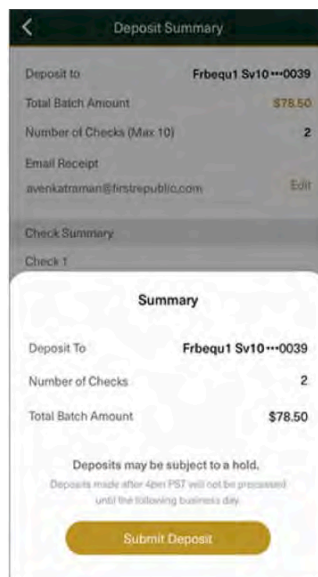 Deposit Summary
Deposit to Frbequ1 Sv10 •••0039
Total Batch Amount $78.50
Number of Checks (Max 10) 2
Email Receipt
avenkatraman@firstrepublic.com Edit
Check Summary
Check 1
Summary
Deposit To Frbequ1 Sv10 •••0039
Number of Checks 2
Total Batch Amount $78.50
Deposits may be subject to a hold.
Deposits made after 4pm PST will not be processed
until the following business day.
Submit Deposit